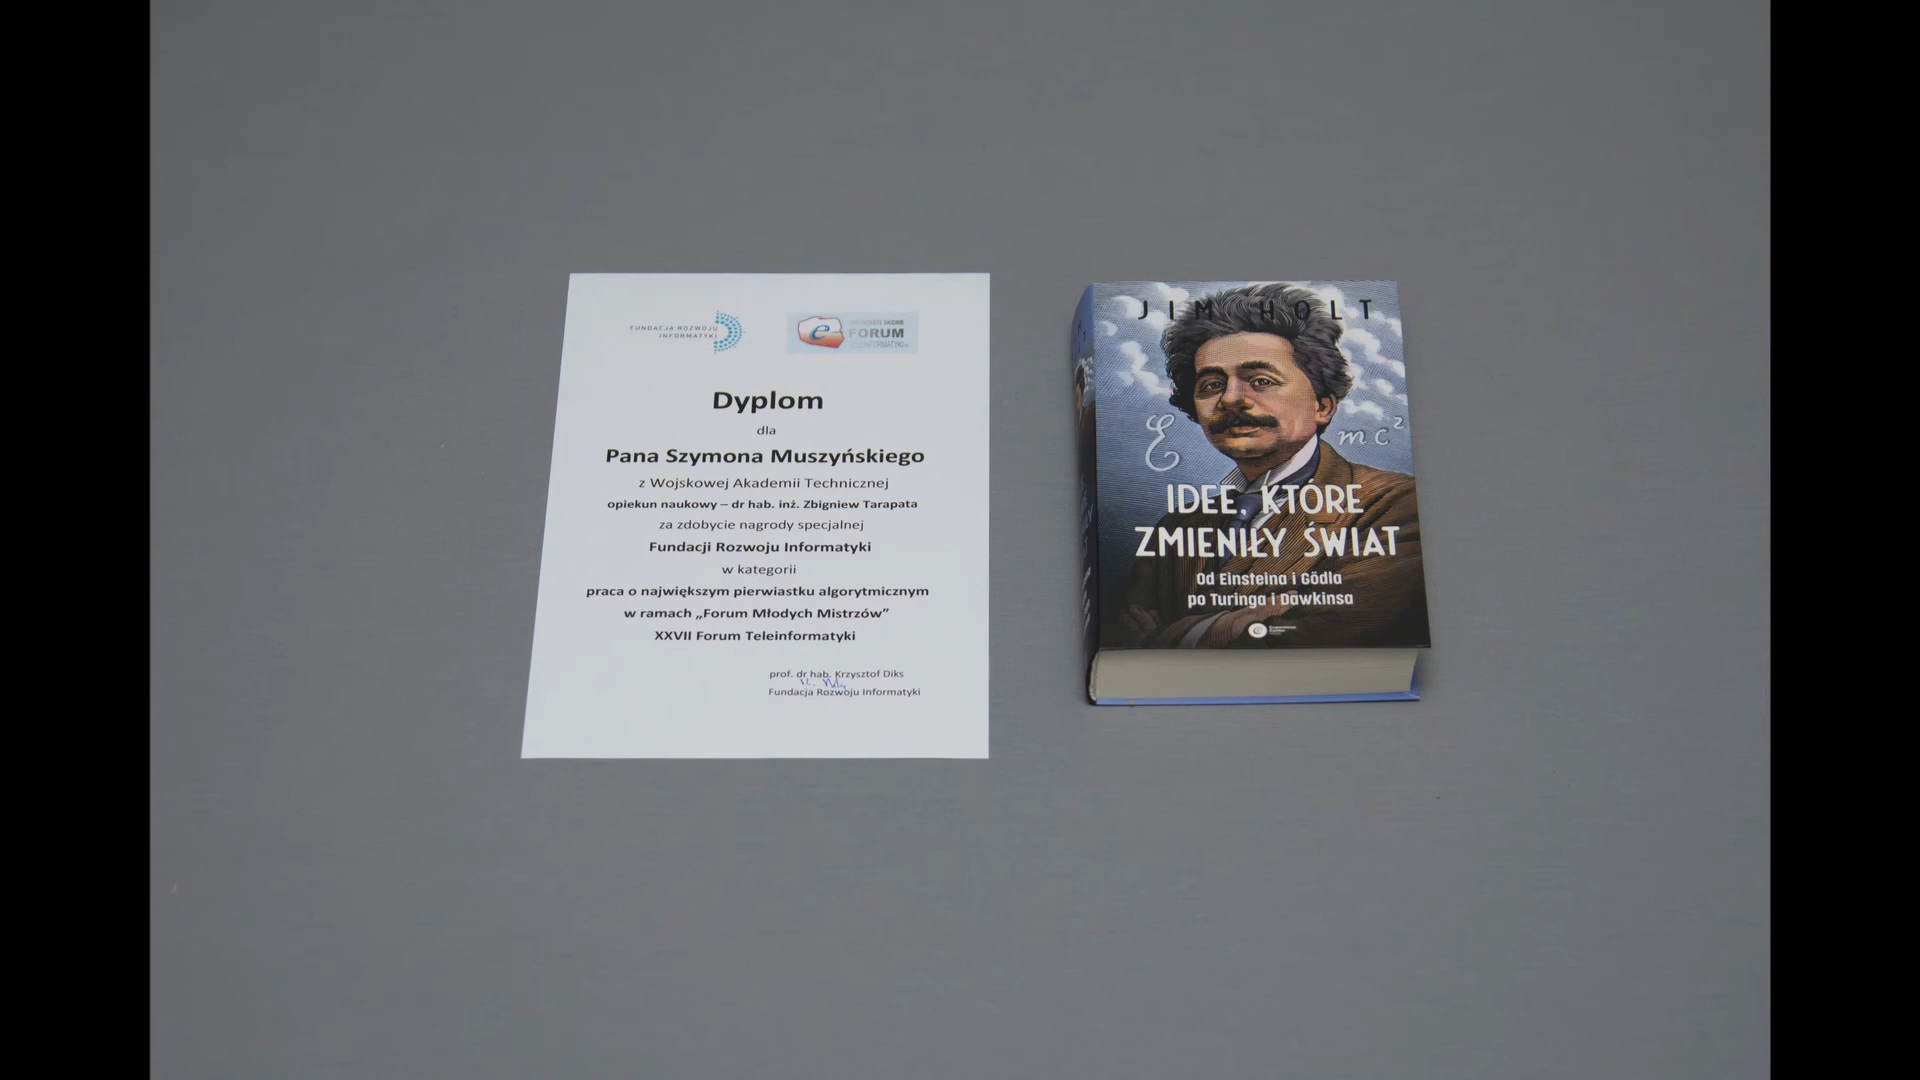 FUNDACJA ROZWOJU
INFORMATYKI
e
FORUM
TELEINFORMATYKI
Dyplom
dla
Pana Szymona Muszyńskiego
z Wojskowej Akademii Technicznej
opiekun naukowy – dr hab. inż. Zbigniew Tarapata
za zdobycie nagrody specjalnej
Fundacji Rozwoju Informatyki
w kategorii
praca o największym pierwiastku algorytmicznym
w ramach „Forum Młodych Mistrzów”
XXVII Forum Teleinformatyki
prof. dr hab. Krzysztof Diks
Fundacja Rozwoju Informatyki
JIM HOLT
E mc²
IDEE, KTÓRE
ZMIENIŁY ŚWIAT
Od Einsteina i Gödla
po Turinga i Dawkinsa
Copernicus
Center